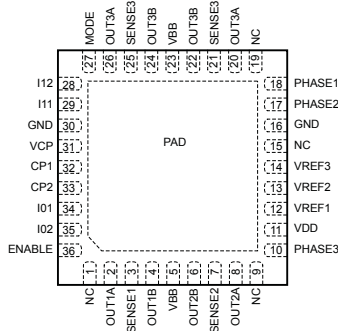 MODE
OUT3A
SENSE3
OUT3B
VBB
OUT3B
SENSE3
OUT3A
NC
27
26
25
24
23
22
21
20
19
I12 28
I11 29
GND 30
VCP 31
CP1 32
CP2 33
I01 34
I02 35
ENABLE 36
PAD
18 PHASE1
17 PHASE2
16 GND
15 NC
14 VREF3
13 VREF2
12 VREF1
11 VDD
10 PHASE3
1
2
3
4
5
6
7
8
9
NC
OUT1A
SENSE1
OUT1B
VBB
OUT2B
SENSE2
OUT2A
NC